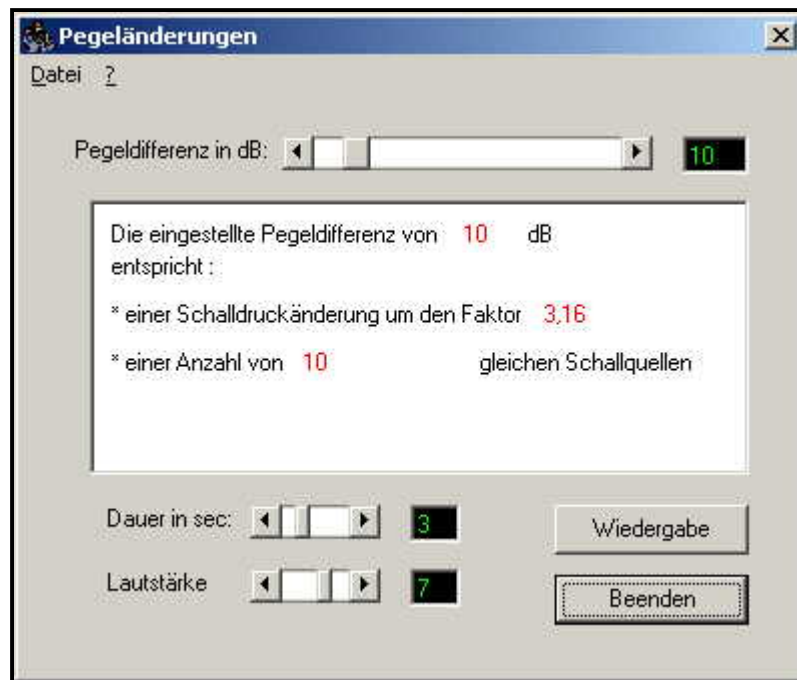 Pegeländerungen
Datei ?
Pegeldifferenz in dB: 10
Die eingestellte Pegeldifferenz von 10 dB
entspricht :
* einer Schalldruckänderung um den Faktor 3,16
* einer Anzahl von 10 gleichen Schallquellen
Dauer in sec: 3
Wiedergabe
Lautstärke 7
Beenden